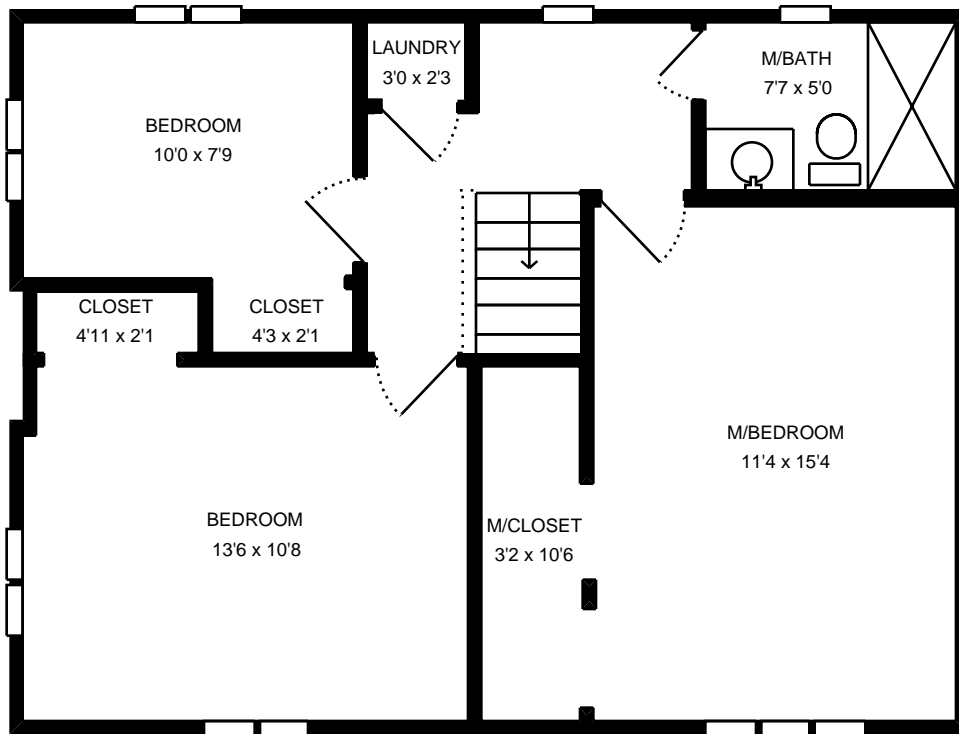 LAUNDRY
3'0 x 2'3
M/BATH
7'7 x 5'0
BEDROOM
10'0 x 7'9
CLOSET
4'11 x 2'1
CLOSET
4'3 x 2'1
M/BEDROOM
11'4 x 15'4
BEDROOM
13'6 x 10'8
M/CLOSET
3'2 x 10'6